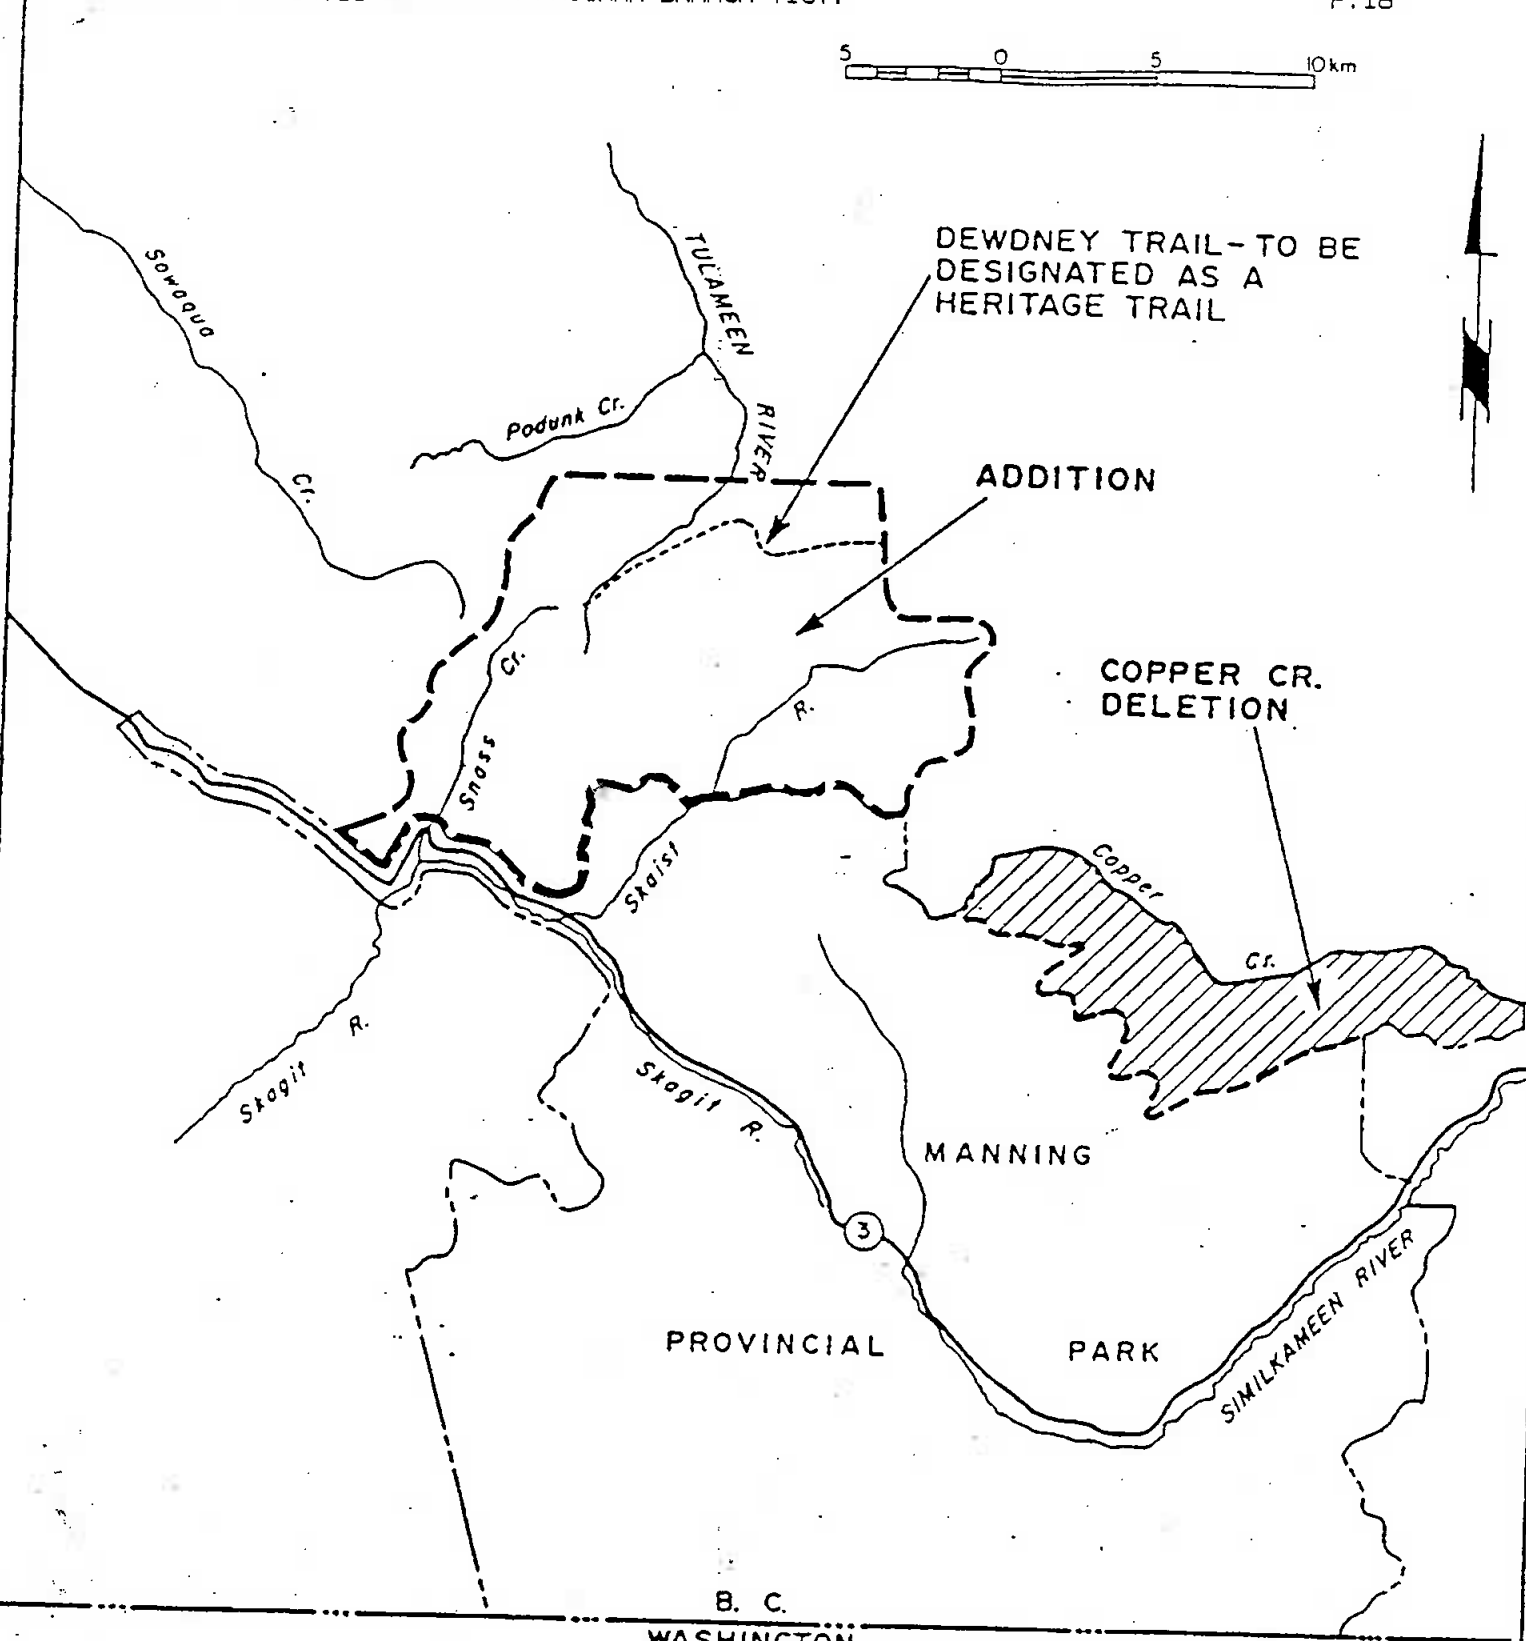 P.18
5 0 5 10 km
TULAMEEN RIVER
DEWDNEY TRAIL - TO BE
DESIGNATED AS A
HERITAGE TRAIL
Sowaqua Cr.
Podunk Cr.
ADDITION
Snass Cr.
COPPER CR.
DELETION
Skaist R.
Copper Cr.
Skagit R.
Skagit R.
MANNING
3
PROVINCIAL PARK
SIMILKAMEEN RIVER
B. C.
WASHINGTON